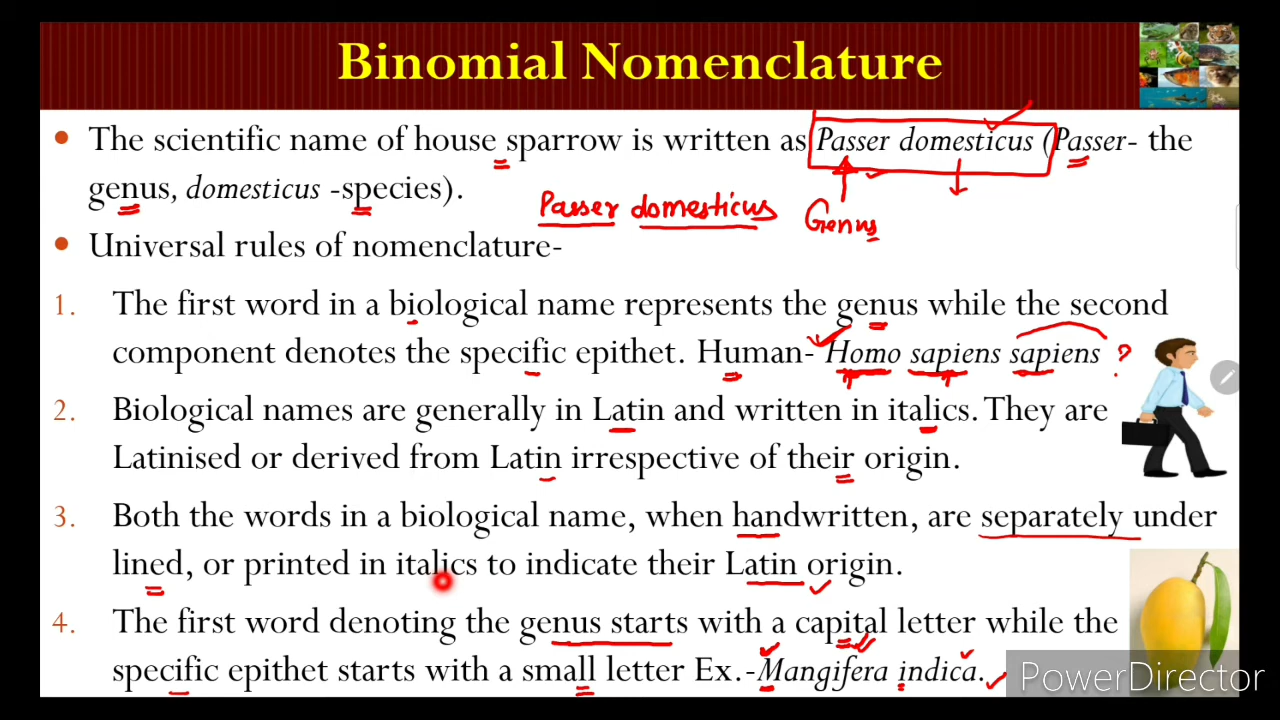 Binomial Nomenclature
• The scientific name of house sparrow is written as Passer domesticus (Passer- the
genus, domesticus -species).
Passer domesticus
Genus
• Universal rules of nomenclature-
1. The first word in a biological name represents the genus while the second
component denotes the specific epithet. Human- Homo sapiens sapiens ?
2. Biological names are generally in Latin and written in italics. They are
Latinised or derived from Latin irrespective of their origin.
3. Both the words in a biological name, when handwritten, are separately under
lined, or printed in italics to indicate their Latin origin.
4. The first word denoting the genus starts with a capital letter while the
specific epithet starts with a small letter Ex.-Mangifera indica.
PowerDirector